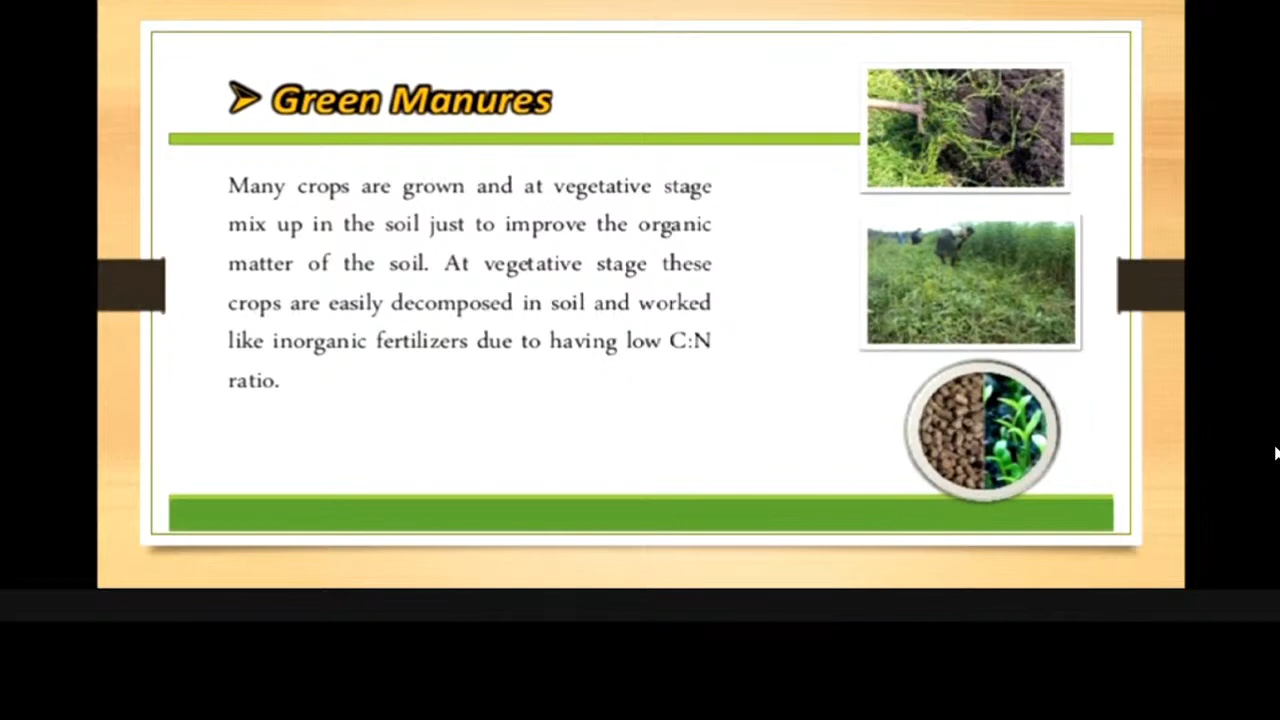 Green Manures
Many crops are grown and at vegetative stage
mix up in the soil just to improve the organic
matter of the soil. At vegetative stage these
crops are easily decomposed in soil and worked
like inorganic fertilizers due to having low C:N
ratio.